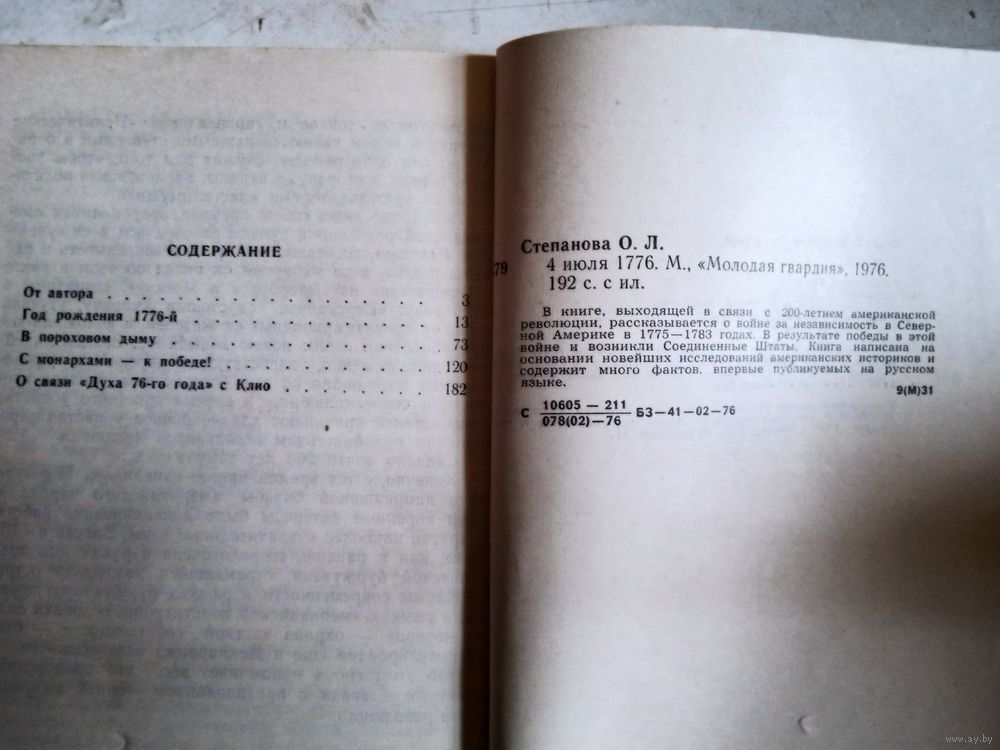 СОДЕРЖАНИЕ
От автора . . . . . . . . . . . . . . . . . . 3
Год рождения 1776-й . . . . . . . . . . . . . 13
В пороховом дыму . . . . . . . . . . . . . . 73
С монархами — к победе! . . . . . . . . . . . 120
О связи «Духа 76-го года» с Клио . . . . . . . 182
Степанова О. Л.
79 4 июля 1776. М., «Молодая гвардия», 1976.
192 с. с ил.
В книге, выходящей в связи с 200-летием американской
революции, рассказывается о войне за независимость в Север-
ной Америке в 1775—1783 годах. В результате победы в этой
войне и возникли Соединенные Штаты. Книга написана на
основании новейших исследований американских историков и
содержит много фактов, впервые публикуемых на русском
языке.
9(М)31
С 10605 — 211
078(02)—76 БЗ—41—02—76
www.ay.by